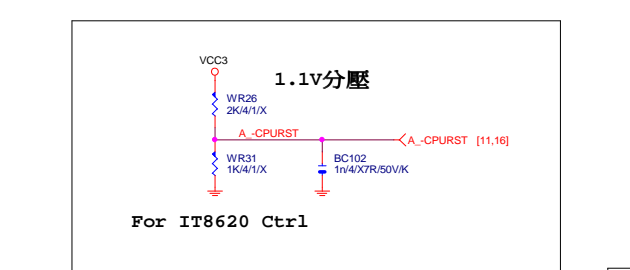 VCC3
1.1V分壓
WR26
2K/4/1/X
A_-CPURST
A_-CPURST [11,16]
WR31
1K/4/1/X
BC102
1n/4/X7R/50V/K
For IT8620 Ctrl